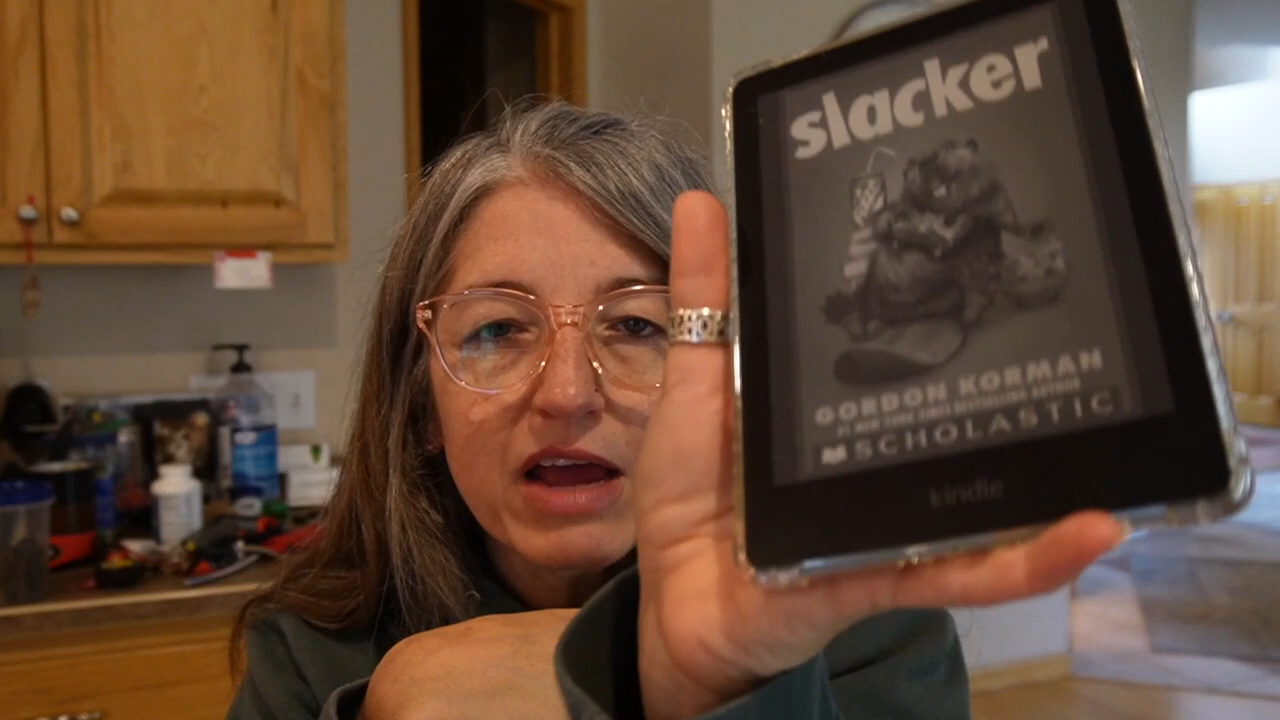 slacker
GORDON KORMAN
#1 NEW YORK TIMES BESTSELLING AUTHOR
SCHOLASTIC
kindle